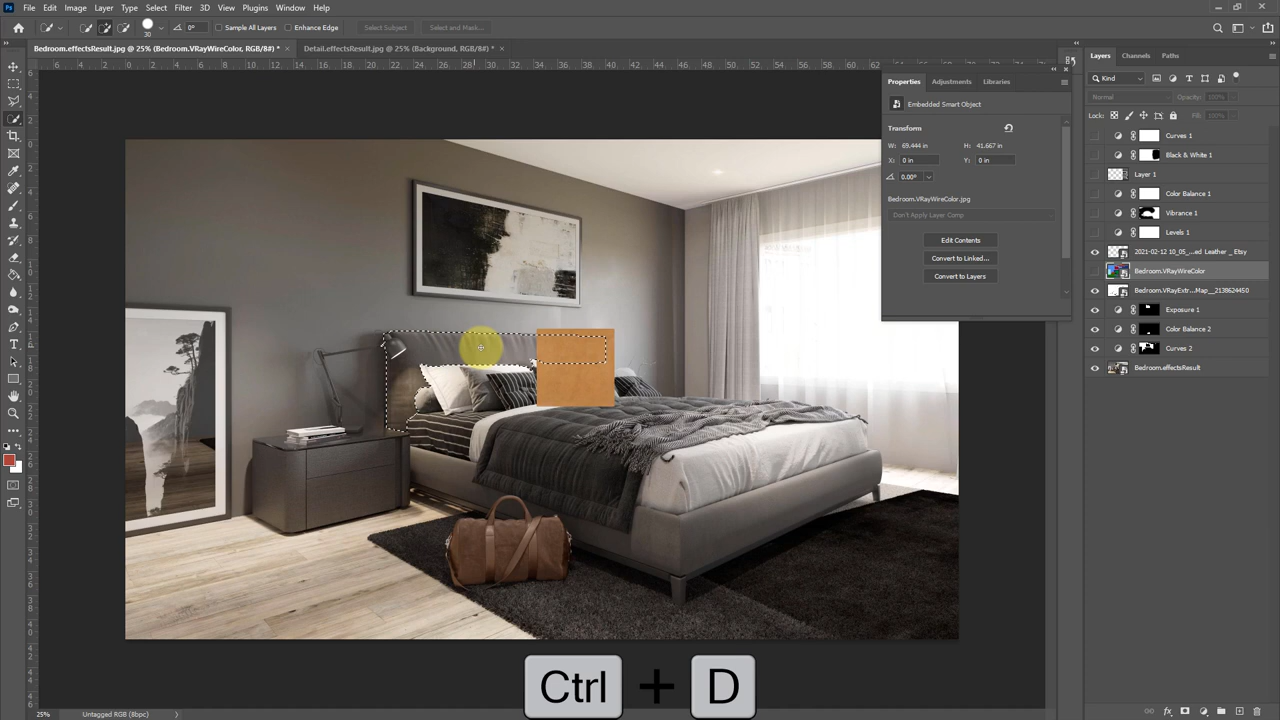 Ps File Edit Image Layer Type Select Filter 3D View Plugins Window Help
30 0° Sample All Layers Enhance Edge Select Subject Select and Mask...
Bedroom.effectsResult.jpg @ 25% (Bedroom.VRayWireColor, RGB/8#) * × Detail.effectsResult.jpg @ 25% (Background, RGB/8#) * ×
Properties Adjustments Libraries
Embedded Smart Object
Transform
W: 69.444 in H: 41.667 in
X: 0 in Y: 0 in
0.00°
Bedroom.VRayWireColor.jpg
Don't Apply Layer Comp
Edit Contents
Convert to Linked...
Convert to Layers
Layers Channels Paths
Kind
Normal Opacity: 100%
Lock: Fill: 100%
Curves 1
Black & White 1
Layer 1
Color Balance 1
Vibrance 1
Levels 1
2021-02-12 10_05_...ed Leather _ Etsy
Bedroom.VRayWireColor
Bedroom.VRayExtr...Map__2138624450
Exposure 1
Color Balance 2
Curves 2
Bedroom.effectsResult
Ctrl + D
25% Untagged RGB (8bpc)